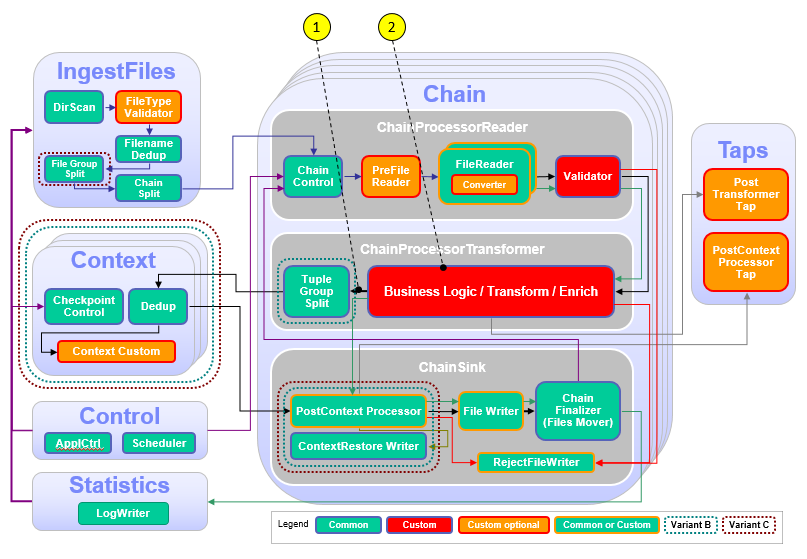 1
2
IngestFiles
DirScan
FileType
Validator
Filename
Dedup
File Group
Split
Chain
Split
Chain
ChainProcessorReader
Chain
Control
PreFile
Reader
FileReader
Converter
Validator
Taps
Post
Transformer
Tap
PostContext
Processor
Tap
ChainProcessorTransformer
Tuple
Group
Split
Business Logic / Transform / Enrich
Context
Checkpoint
Control
Dedup
Context Custom
ChainSink
PostContext Processor
File Writer
Chain
Finalizer
(Files Mover)
ContextRestore Writer
RejectFileWriter
Control
ApplCtrl
Scheduler
Statistics
LogWriter
Legend
Common
Custom
Custom optional
Common or Custom
Variant B
Variant C